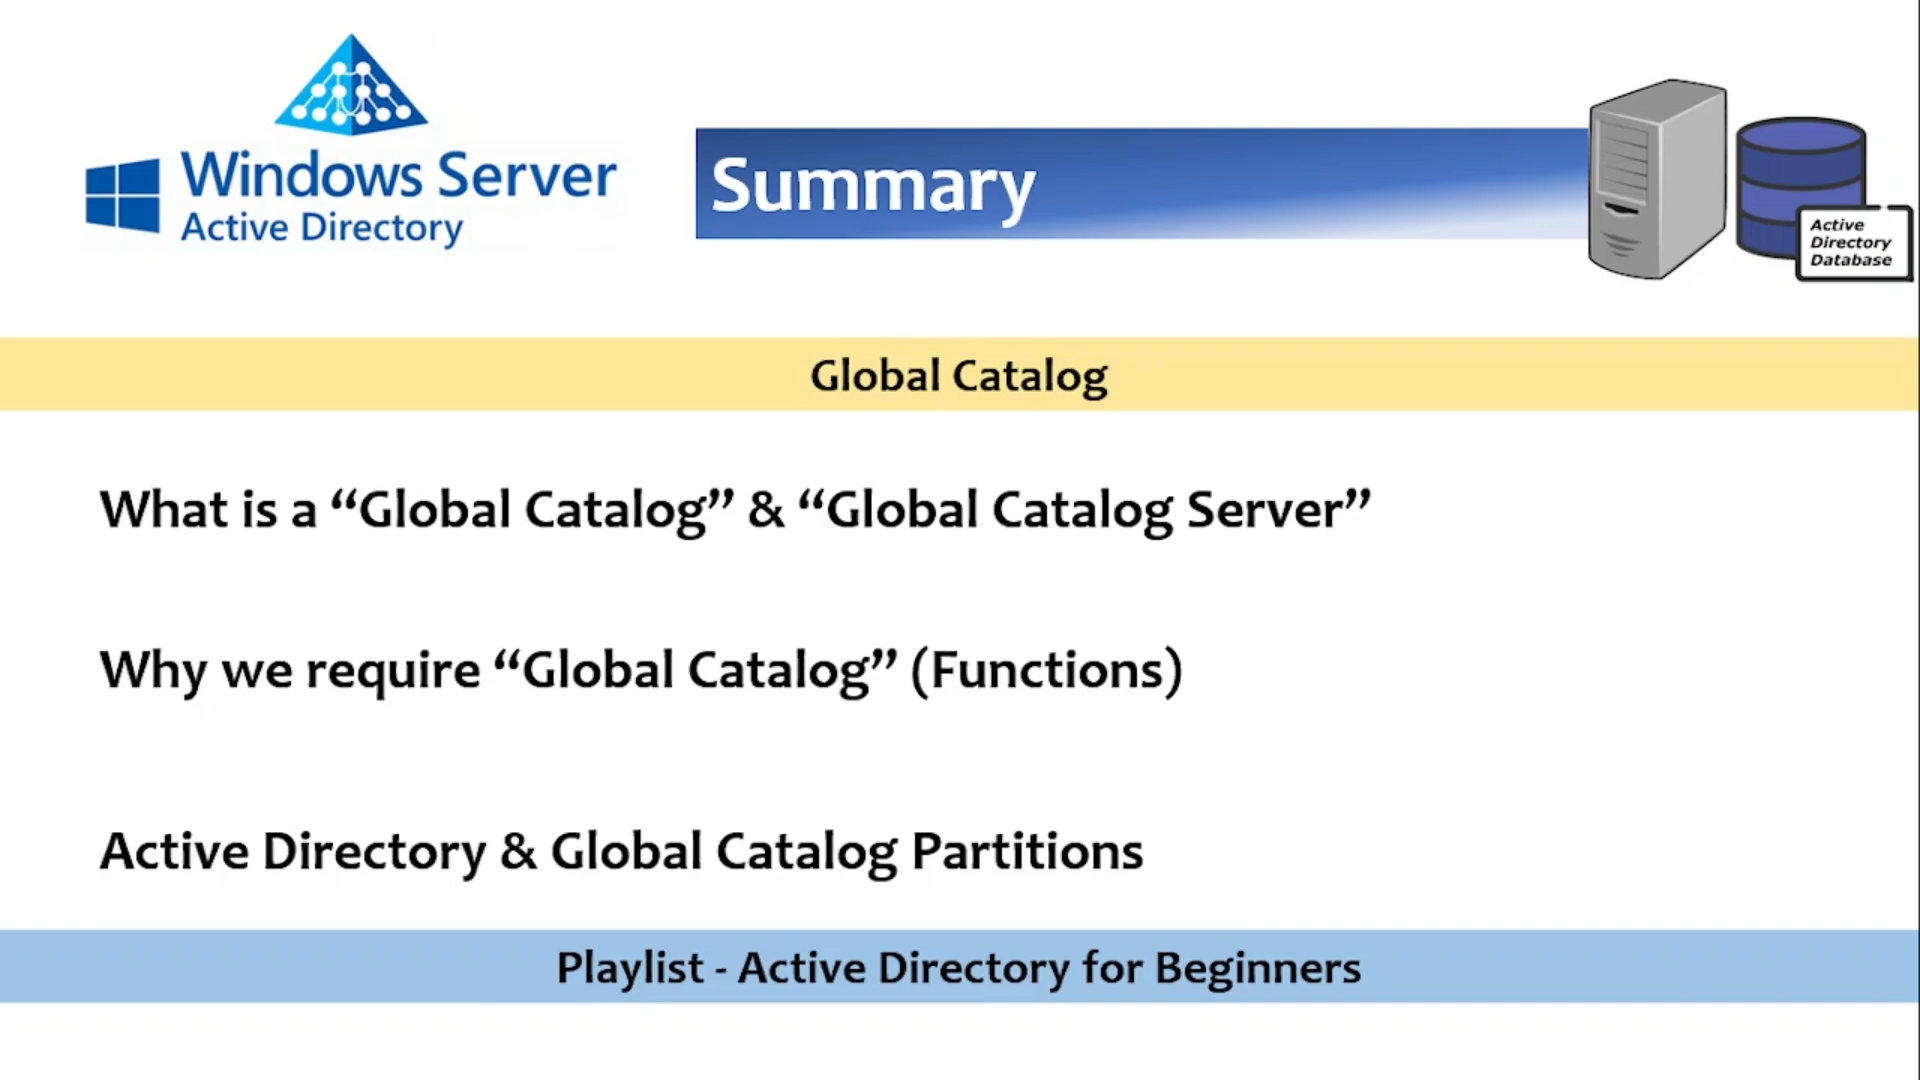 Windows Server
Active Directory
Summary
Active
Directory
Database
Global Catalog
What is a “Global Catalog” & “Global Catalog Server”
Why we require “Global Catalog” (Functions)
Active Directory & Global Catalog Partitions
Playlist - Active Directory for Beginners